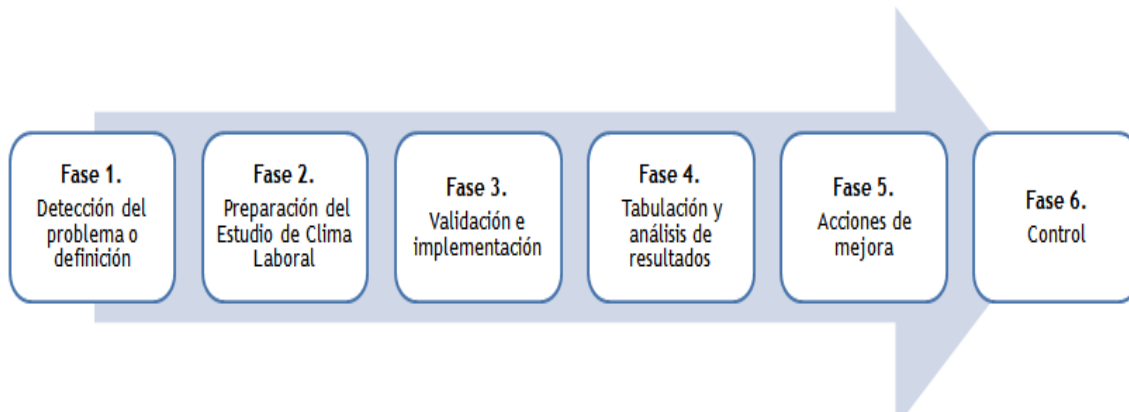 Fase 1.
Detección del
problema o
definición
Fase 2.
Preparación del
Estudio de Clima
Laboral
Fase 3.
Validación e
implementación
Fase 4.
Tabulación y
análisis de
resultados
Fase 5.
Acciones de
mejora
Fase 6.
Control